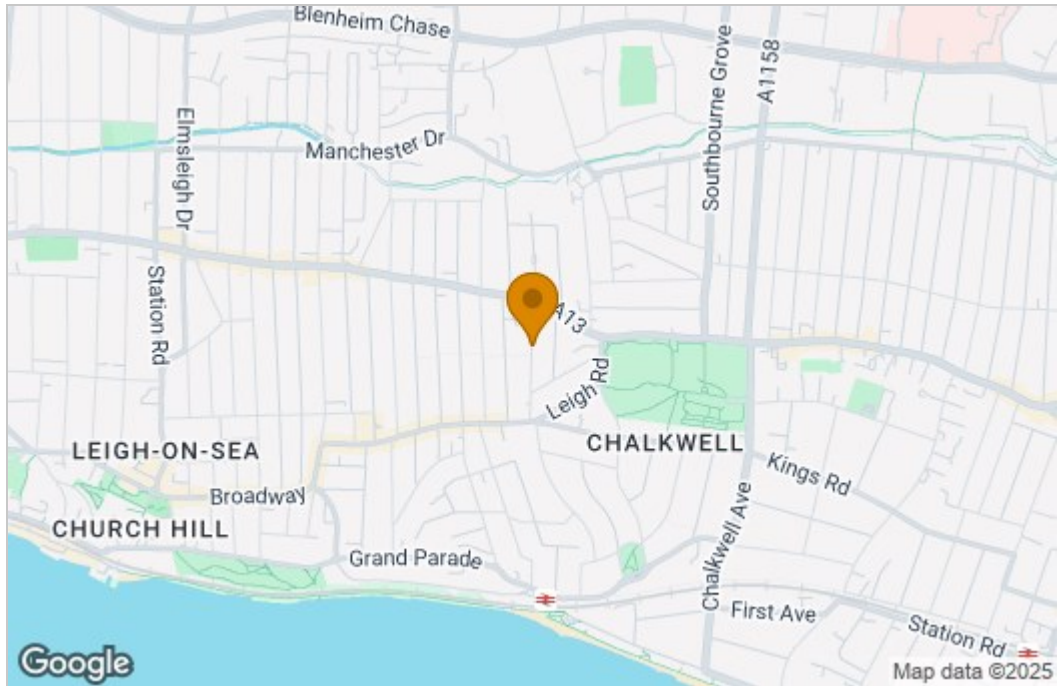 Blenheim Chase
Southbourne Grove
A1158
Elmsleigh Dr
Manchester Dr
Station Rd
A13
Leigh Rd
CHALKWELL
LEIGH-ON-SEA
Kings Rd
Broadway
CHURCH HILL
Grand Parade
Chalkwell Ave
First Ave
Station Rd
Google
Map data ©2025